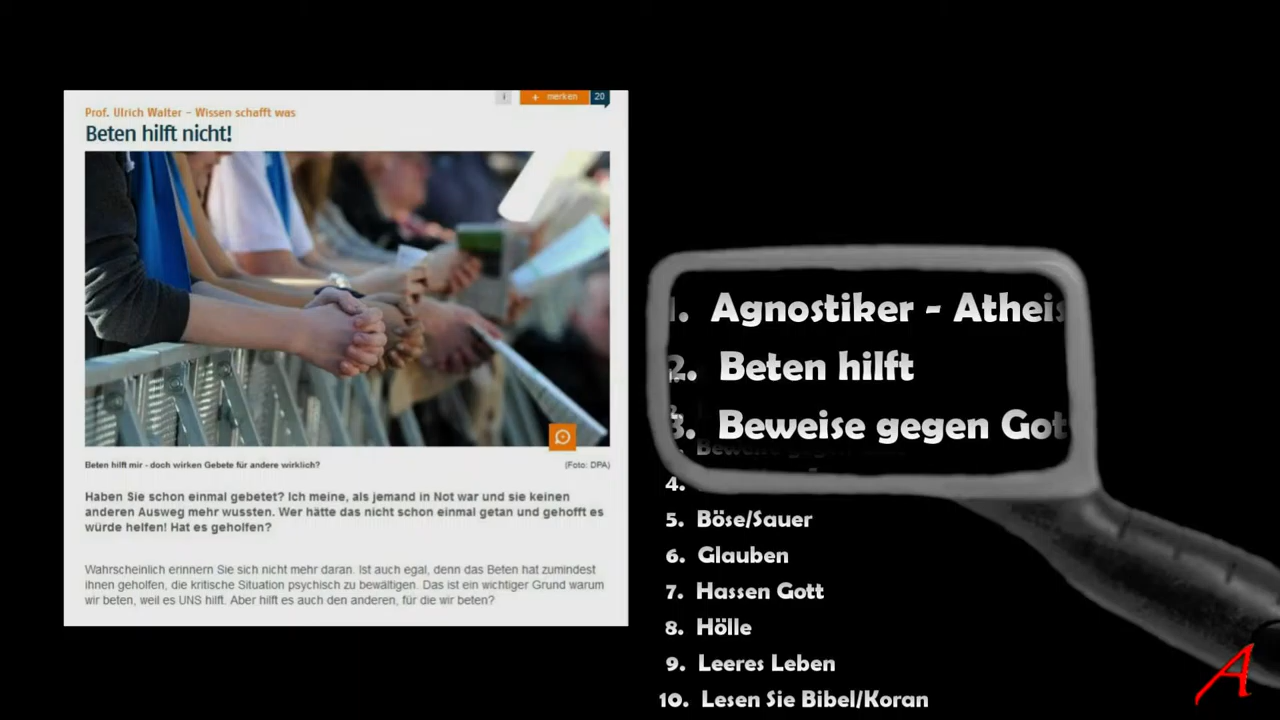 i
+ merken
20
Prof. Ulrich Walter - Wissen schafft was
Beten hilft nicht!
Beten hilft mir - doch wirken Gebete für andere wirklich?
(Foto: DPA)
Haben Sie schon einmal gebetet? Ich meine, als jemand in Not war und sie keinen
anderen Ausweg mehr wussten. Wer hätte das nicht schon einmal getan und gehofft es
würde helfen! Hat es geholfen?
Wahrscheinlich erinnern Sie sich nicht mehr daran. Ist auch egal, denn das Beten hat zumindest
ihnen geholfen, die kritische Situation psychisch zu bewältigen. Das ist ein wichtiger Grund warum
wir beten, weil es UNS hilft. Aber hilft es auch den anderen, für die wir beten?
1. Agnostiker - Atheis
2. Beten hilft
3. Beweise gegen Got
4.
5. Böse/Sauer
6. Glauben
7. Hassen Gott
8. Hölle
9. Leeres Leben
10. Lesen Sie Bibel/Koran
A